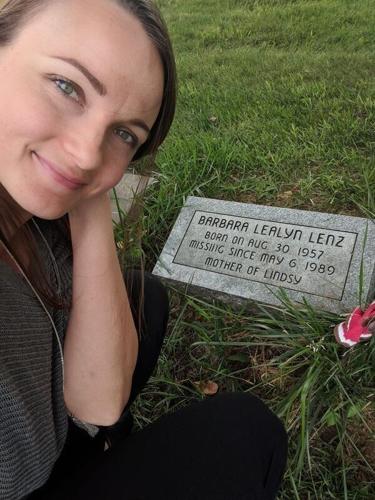 BARBARA LEALYN LENZ
BORN ON AUG. 30 1957
MISSING SINCE MAY 6, 1989
MOTHER OF LINDSY